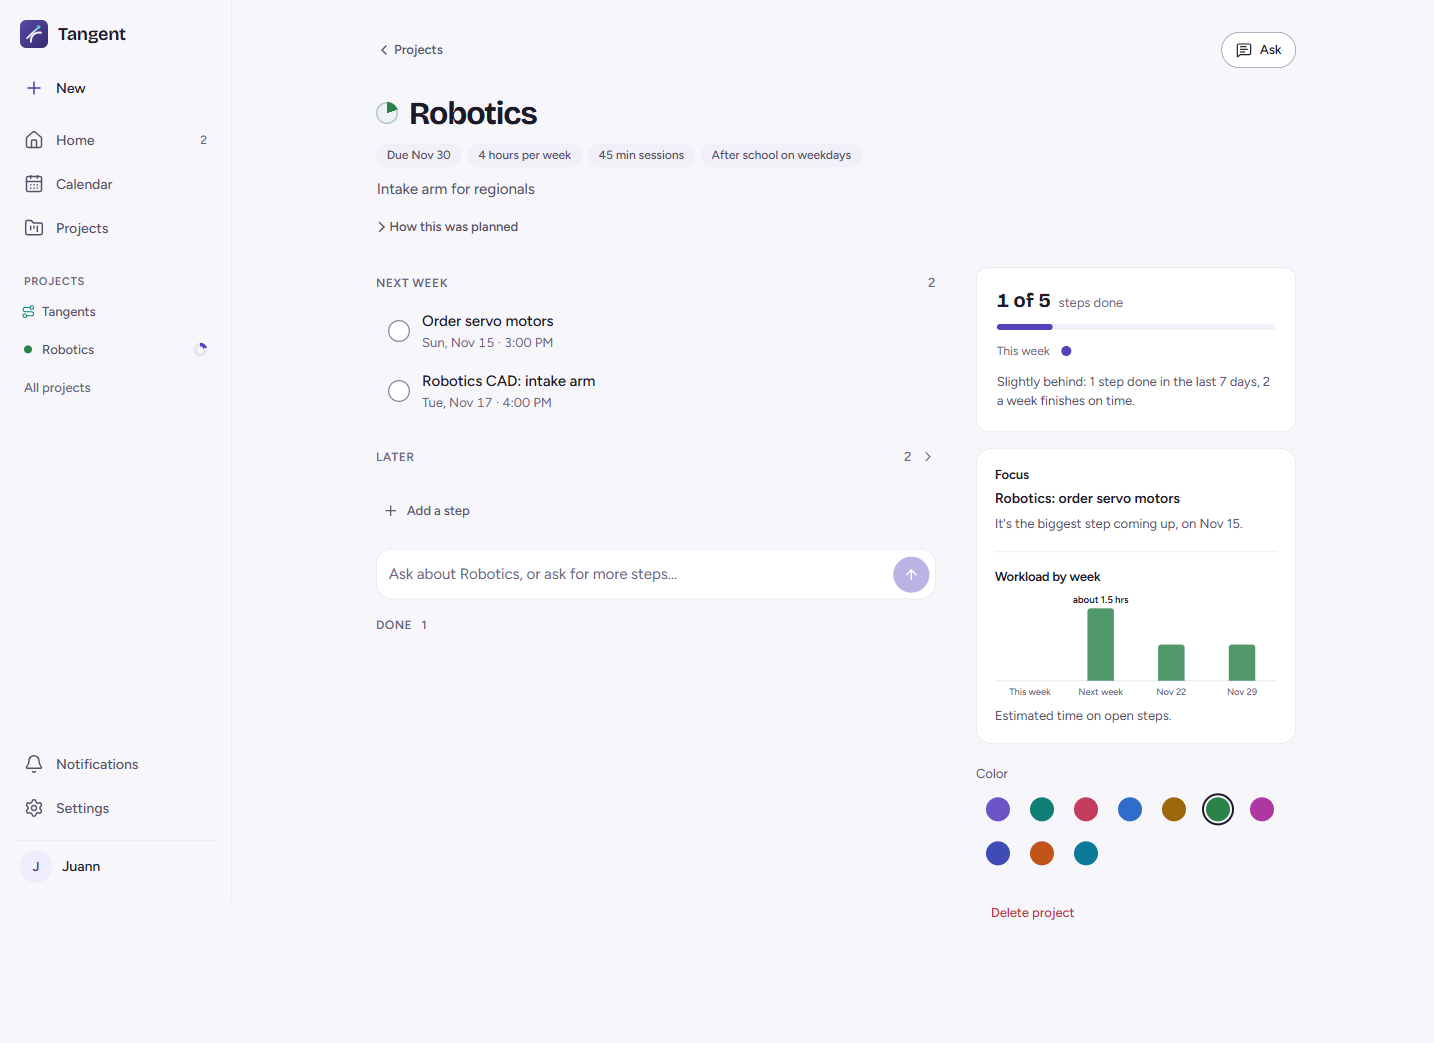 Tangent
New
Home 2
Calendar
Projects
PROJECTS
Tangents
Robotics
All projects
Notifications
Settings
J Juann
Projects
Ask
Robotics
Due Nov 30 4 hours per week 45 min sessions After school on weekdays
Intake arm for regionals
How this was planned
NEXT WEEK 2
Order servo motors
Sun, Nov 15 · 3:00 PM
Robotics CAD: intake arm
Tue, Nov 17 · 4:00 PM
LATER 2
Add a step
Ask about Robotics, or ask for more steps...
DONE 1
1 of 5 steps done
This week
Slightly behind: 1 step done in the last 7 days, 2
a week finishes on time.
Focus
Robotics: order servo motors
It's the biggest step coming up, on Nov 15.
Workload by week
about 1.5 hrs
This week Next week Nov 22 Nov 29
Estimated time on open steps.
Color
Delete project